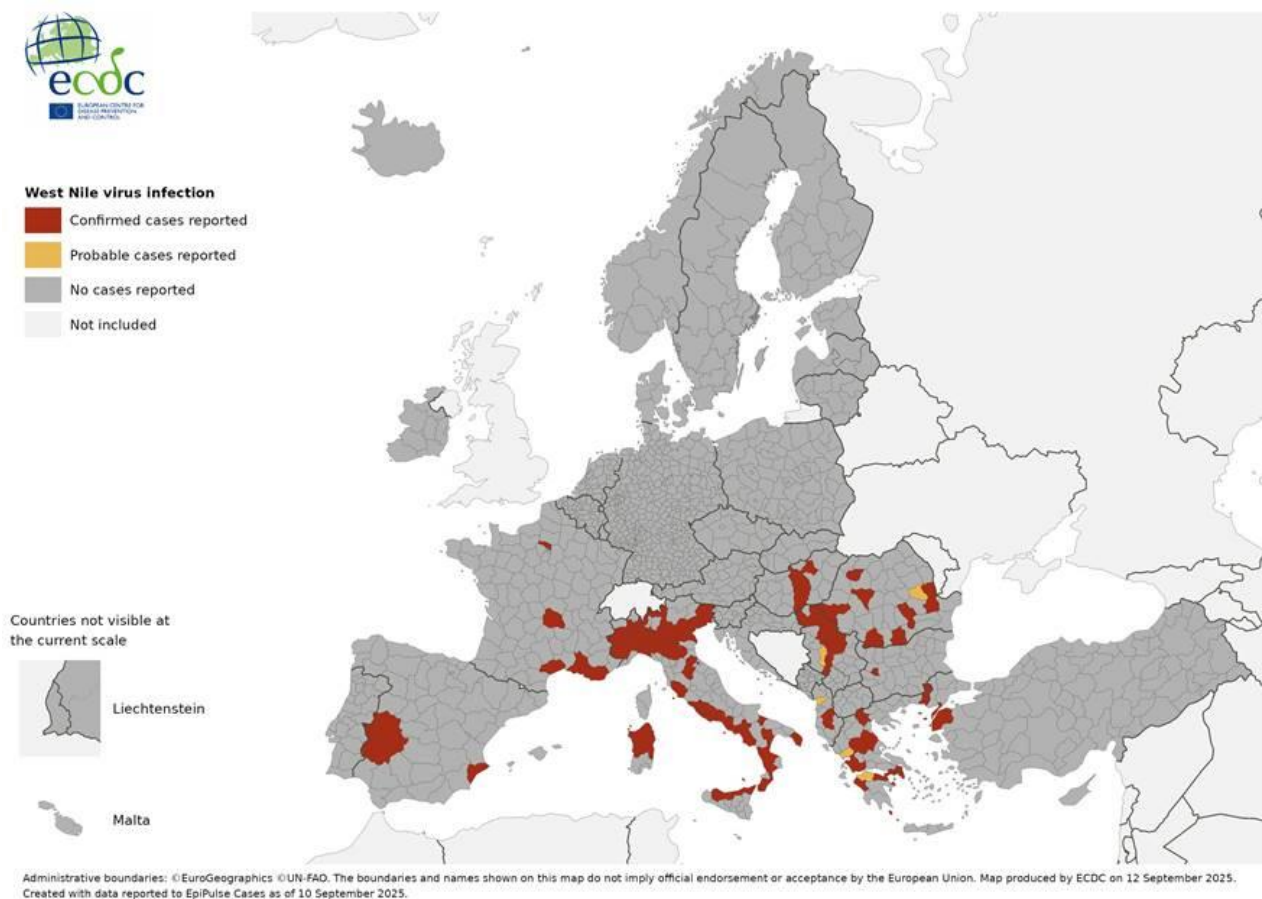 ecdc
EUROPEAN CENTRE FOR
DISEASE PREVENTION
AND CONTROL
West Nile virus infection
Confirmed cases reported
Probable cases reported
No cases reported
Not included
Countries not visible at
the current scale
Liechtenstein
Malta
Administrative boundaries: ©EuroGeographics ©UN-FAO. The boundaries and names shown on this map do not imply official endorsement or acceptance by the European Union. Map produced by ECDC on 12 September 2025.
Created with data reported to EpiPulse Cases as of 10 September 2025.